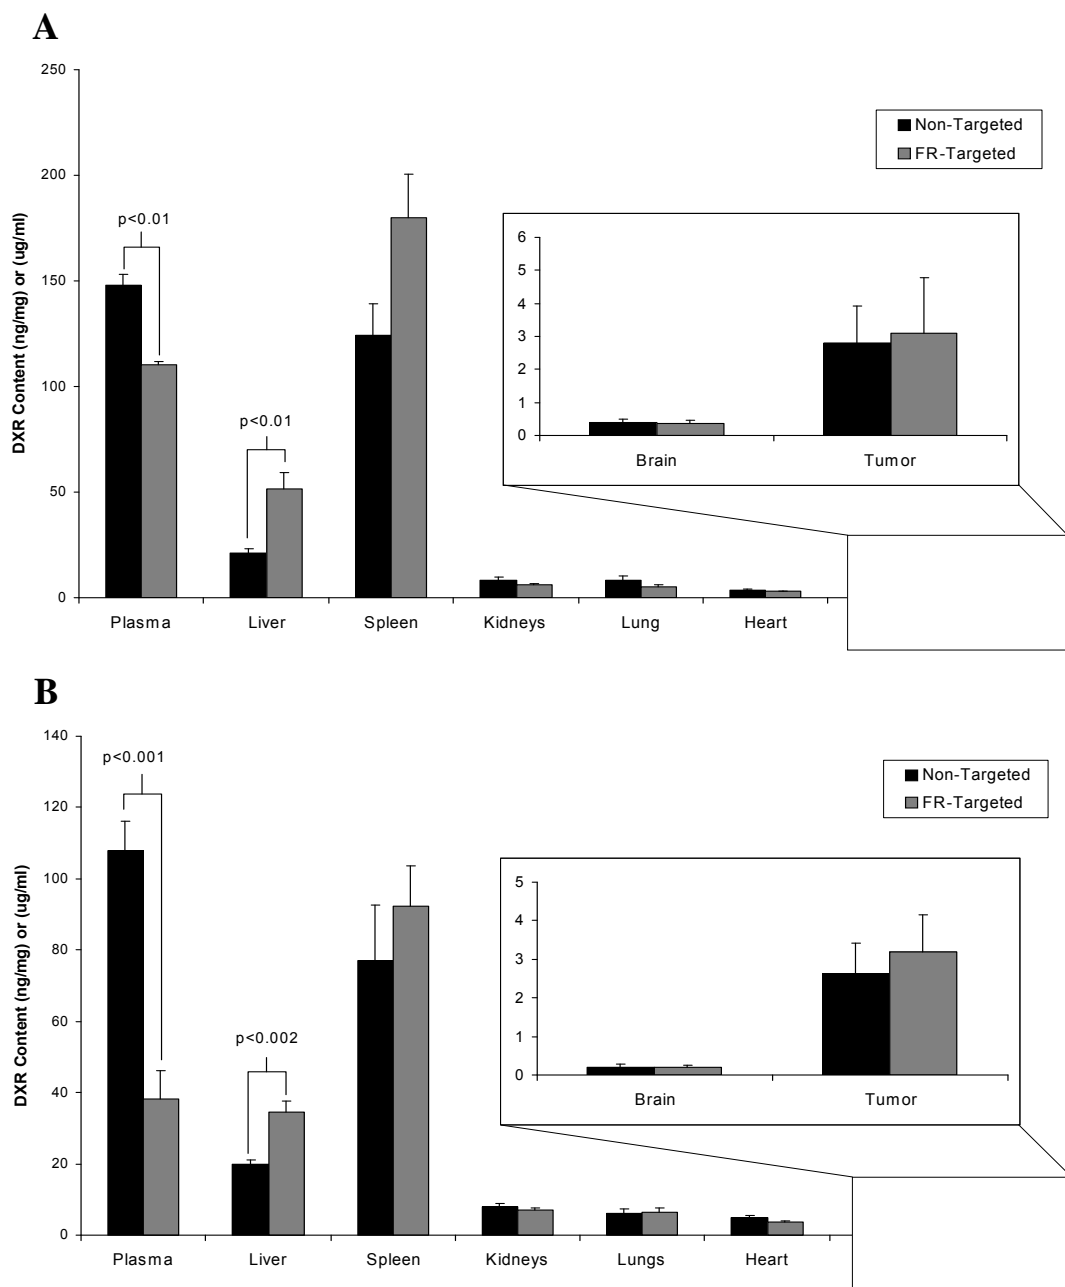 A
250
200
150
100
50
0
DXR Content (ng/mg) or (ug/ml)
p<0.01
p<0.01
Non-Targeted
FR-Targeted
6
5
4
3
2
1
0
Brain Tumor
Plasma Liver Spleen Kidneys Lung Heart
B
140
120
100
80
60
40
20
0
DXR Content (ng/mg) or (ug/ml)
p<0.001
p<0.002
Non-Targeted
FR-Targeted
5
4
3
2
1
0
Brain Tumor
Plasma Liver Spleen Kidneys Lungs Heart